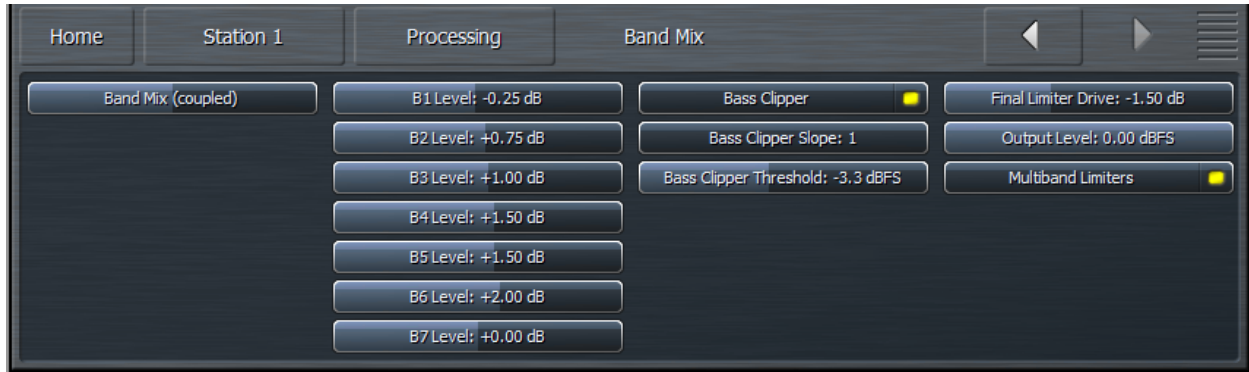 Home
Station 1
Processing
Band Mix
Band Mix (coupled)
B1 Level: -0.25 dB
B2 Level: +0.75 dB
B3 Level: +1.00 dB
B4 Level: +1.50 dB
B5 Level: +1.50 dB
B6 Level: +2.00 dB
B7 Level: +0.00 dB
Bass Clipper
Bass Clipper Slope: 1
Bass Clipper Threshold: -3.3 dBFS
Final Limiter Drive: -1.50 dB
Output Level: 0.00 dBFS
Multiband Limiters